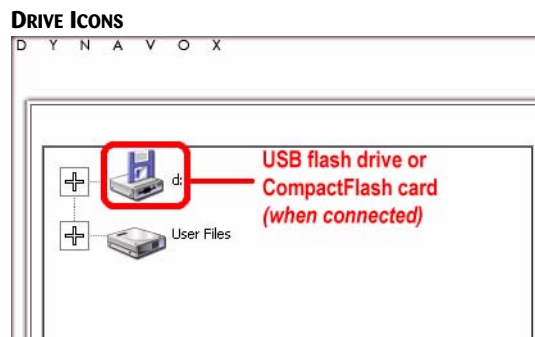 DRIVE ICONS
D Y N A V O X
d:
USB flash drive or
CompactFlash card
(when connected)
User Files